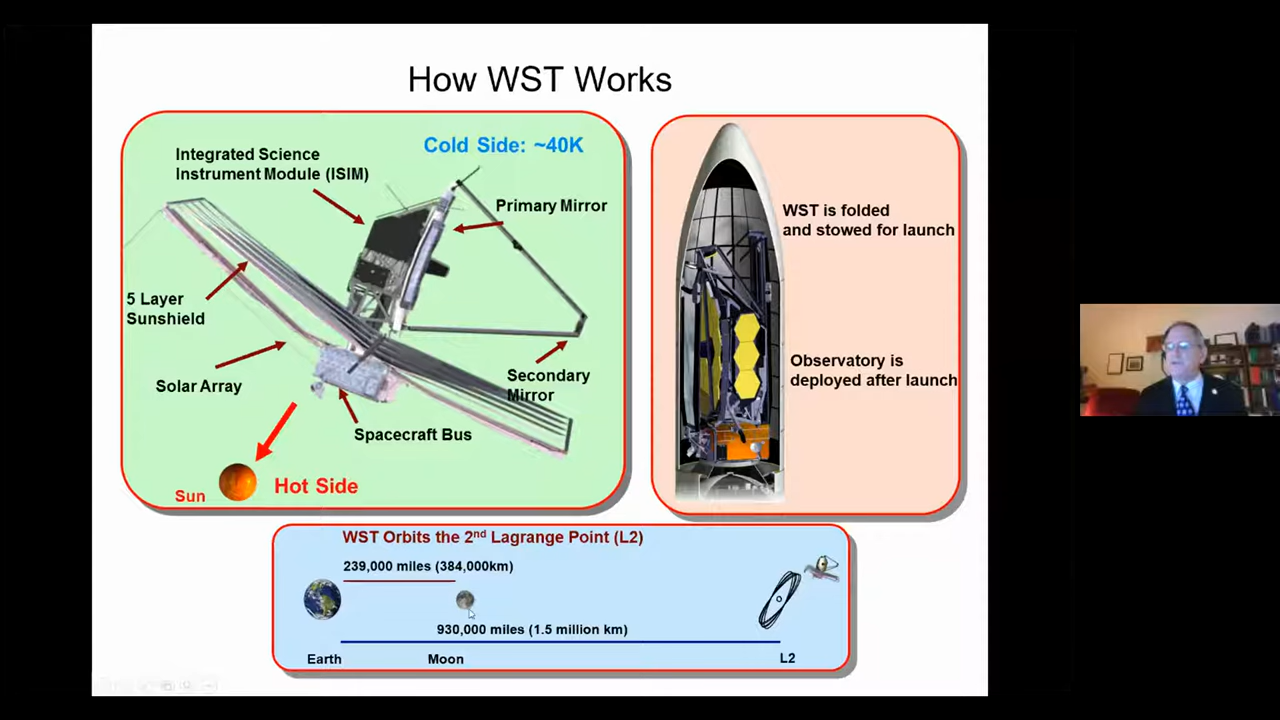 How WST Works
Cold Side: ~40K
Integrated Science
Instrument Module (ISIM)
Primary Mirror
5 Layer
Sunshield
Solar Array
Secondary
Mirror
Spacecraft Bus
Sun
Hot Side
WST is folded
and stowed for launch
Observatory is
deployed after launch
WST Orbits the 2nd Lagrange Point (L2)
239,000 miles (384,000km)
930,000 miles (1.5 million km)
Earth
Moon
L2